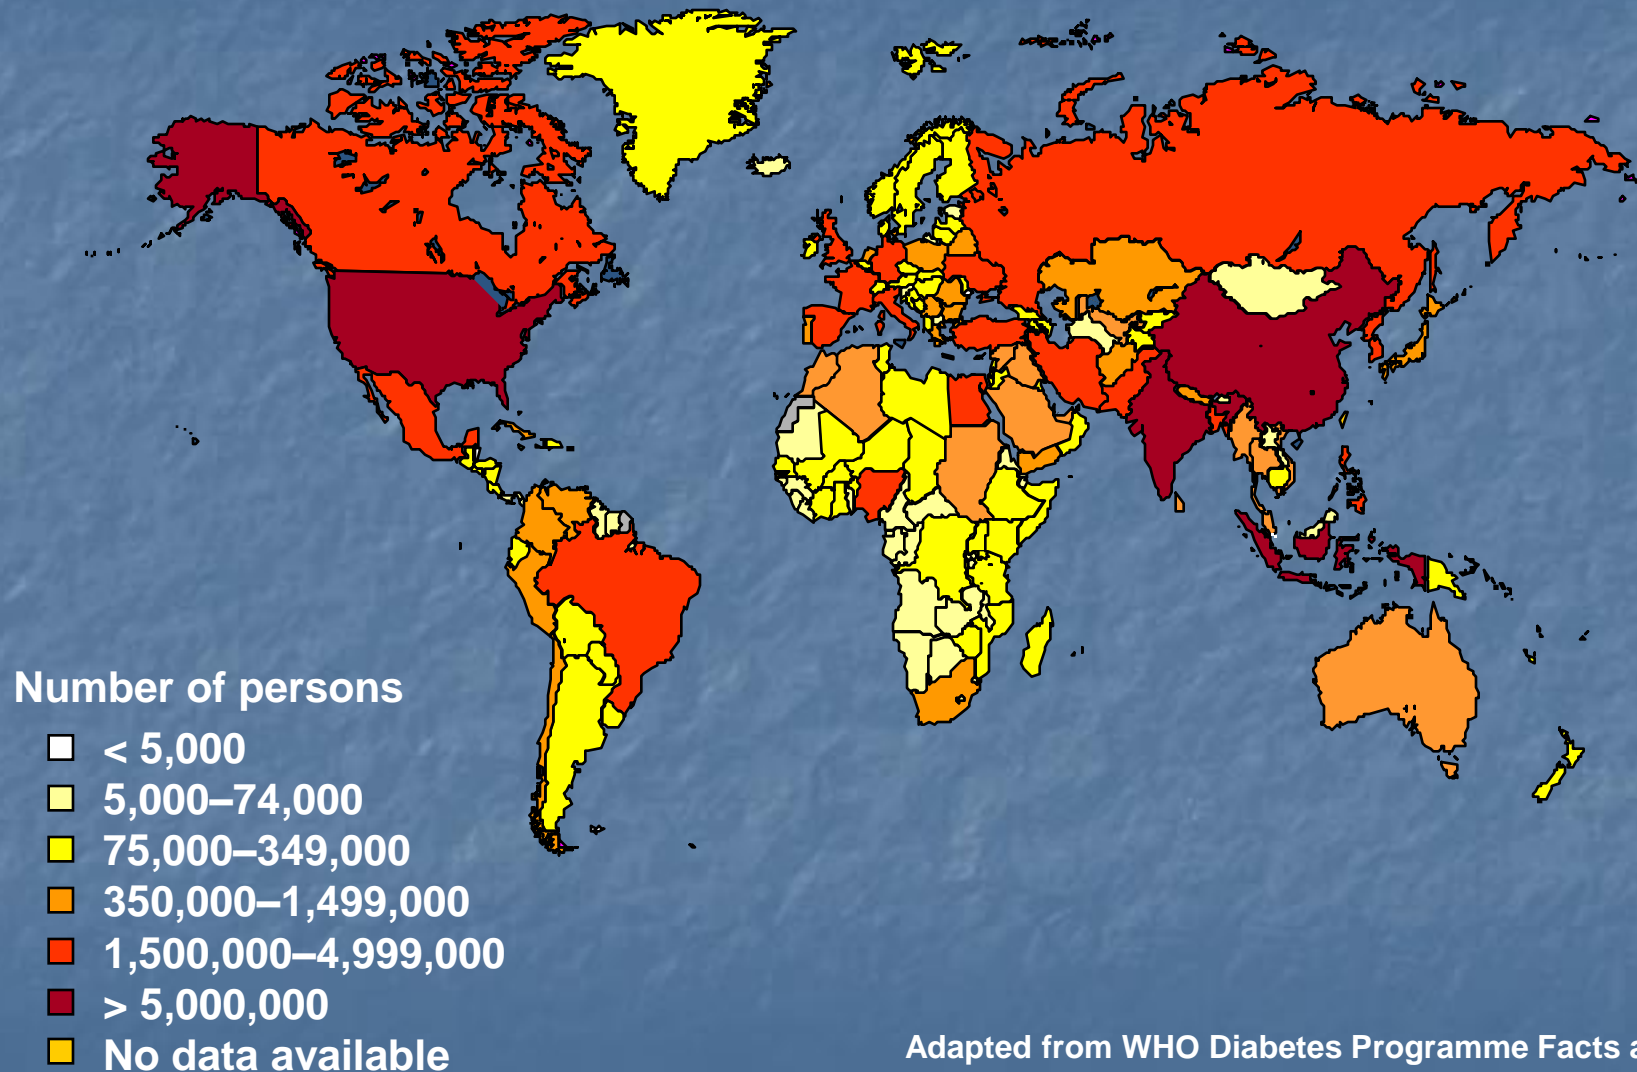 Number of persons
< 5,000
5,000–74,000
75,000–349,000
350,000–1,499,000
1,500,000–4,999,000
> 5,000,000
No data available
Adapted from WHO Diabetes Programme Facts a